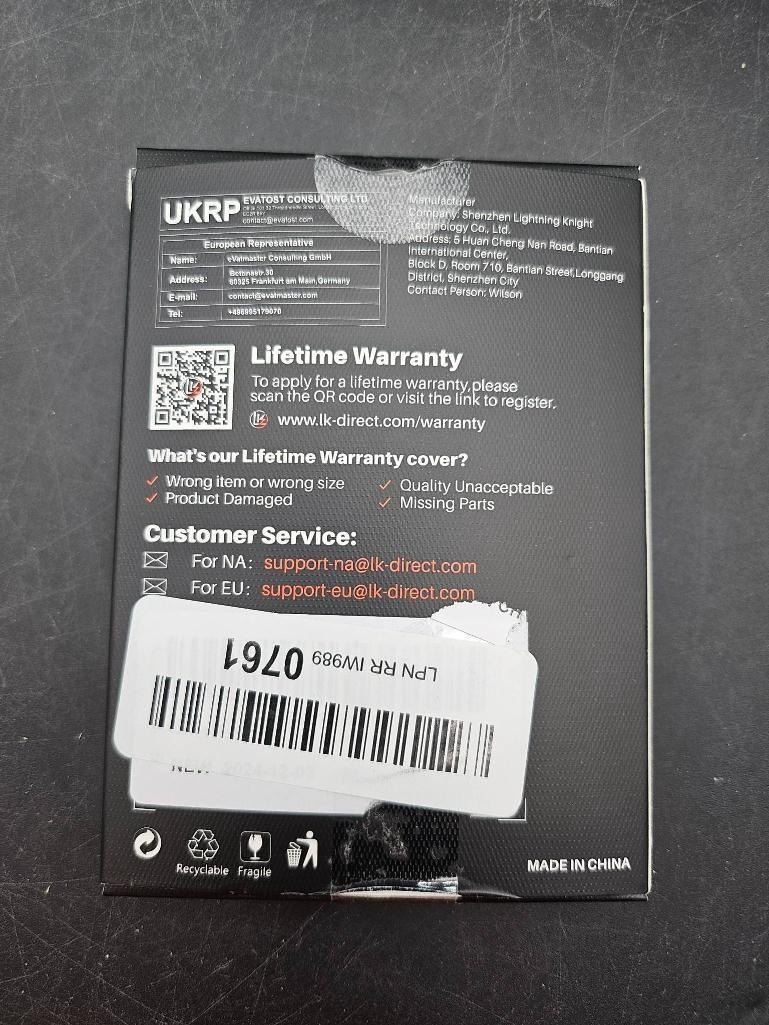 UKRP
EVATOST CONSULTING LTD
contact@evatost.com
European Representative
Name: eVatmaster Consulting GmbH
Address: Bettinastr.30
60325 Frankfurt am Main,Germany
E-mail: contact@evatmaster.com
Tel: +496995179070
Manufacturer
Company: Shenzhen Lightning Knight
Technology Co., Ltd.
Address: 5 Huan Cheng Nan Road, Bantian
International Center,
Block D, Room 710, Bantian Street,Longgang
District, Shenzhen City
Contact Person: Wilson
Lifetime Warranty
To apply for a lifetime warranty,please
scan the QR code or visit the link to register.
www.lk-direct.com/warranty
What's our Lifetime Warranty cover?
Wrong item or wrong size
Quality Unacceptable
Product Damaged
Missing Parts
Customer Service:
For NA: support-na@lk-direct.com
For EU: support-eu@lk-direct.com
LPN RR IW989 0761
Recyclable
Fragile
MADE IN CHINA